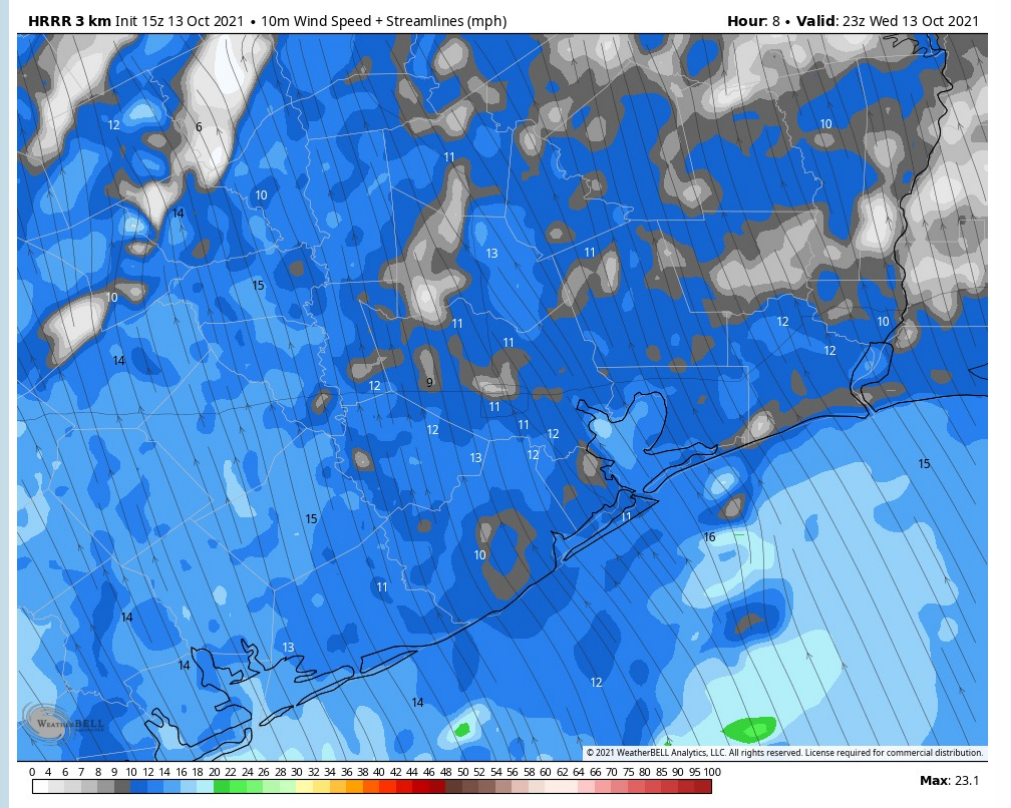 HRRR 3 km Init 15z 13 Oct 2021 • 10m Wind Speed + Streamlines (mph) Hour: 8 • Valid: 23z Wed 13 Oct 2021
12 6 10
11
10
14
13 11
15
10
11 12 10
11 12
14
12 9
11
12 11 12
13 12 15
15 11
16
10
11
14
13
14
12
14
WEATHERBELL
© 2021 WeatherBELL Analytics, LLC. All rights reserved. License required for commercial distribution.
0 4 6 7 8 9 10 12 14 16 18 20 22 24 26 28 30 32 34 36 38 40 42 44 46 48 50 52 54 56 58 60 62 64 66 70 75 80 85 90 95 100
Max: 23.1